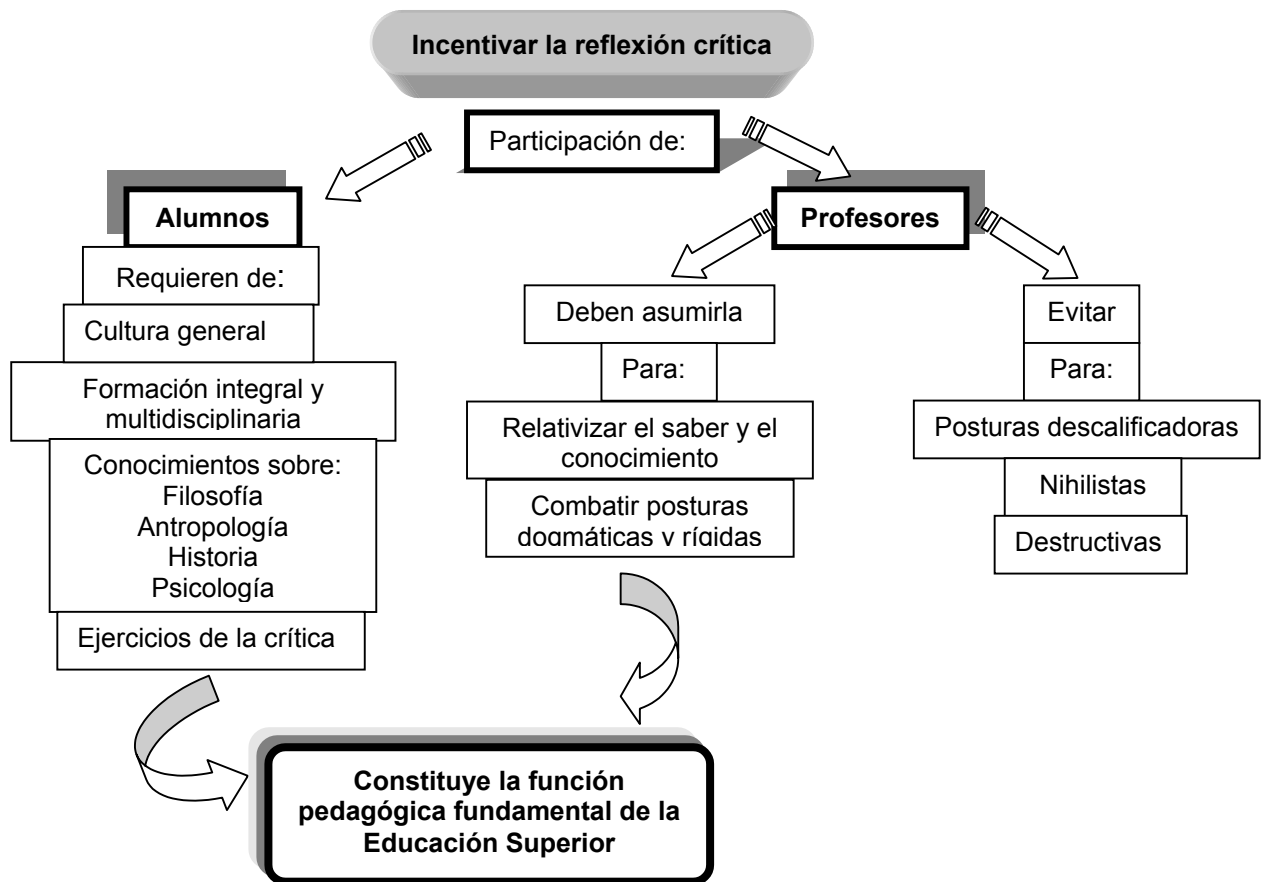 Incentivar la reflexión crítica
Participación de:
Alumnos
Requieren de:
Cultura general
Formación integral y
multidisciplinaria
Conocimientos sobre:
Filosofía
Antropología
Historia
Psicología
Ejercicios de la crítica
Profesores
Deben asumirla
Para:
Relativizar el saber y el
conocimiento
Combatir posturas
dogmáticas y rígidas
Evitar
Para:
Posturas descalificadoras
Nihilistas
Destructivas
Constituye la función
pedagógica fundamental de la
Educación Superior